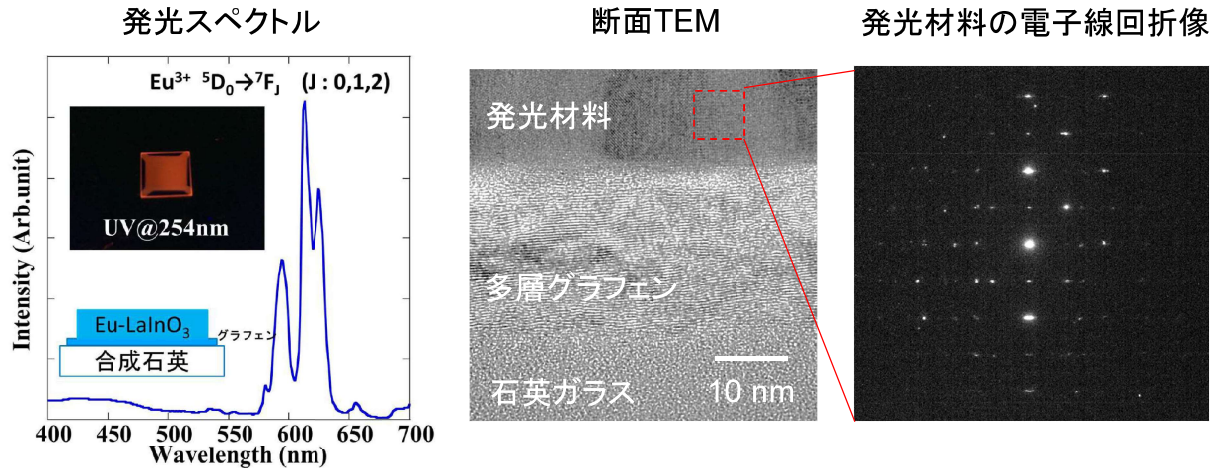 発光スペクトル
断面TEM
発光材料の電子線回折像
Eu³⁺ ⁵D₀→⁷F_J (J : 0,1,2)
UV@254nm
Intensity (Arb.unit)
Eu-LaInO₃
グラフェン
合成石英
400 450 500 550 600 650 700
Wavelength (nm)
発光材料
多層グラフェン
石英ガラス
10 nm